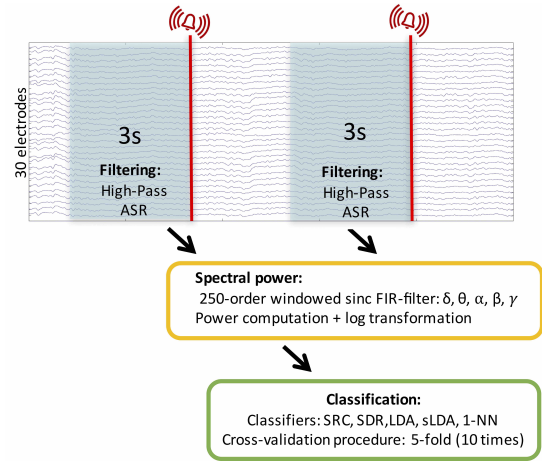 30 electrodes
3s
Filtering:
High-Pass
ASR
3s
Filtering:
High-Pass
ASR
Spectral power:
250-order windowed sinc FIR-filter: δ, θ, α, β, γ
Power computation + log transformation
Classification:
Classifiers: SRC, SDR,LDA, sLDA, 1-NN
Cross-validation procedure: 5-fold (10 times)